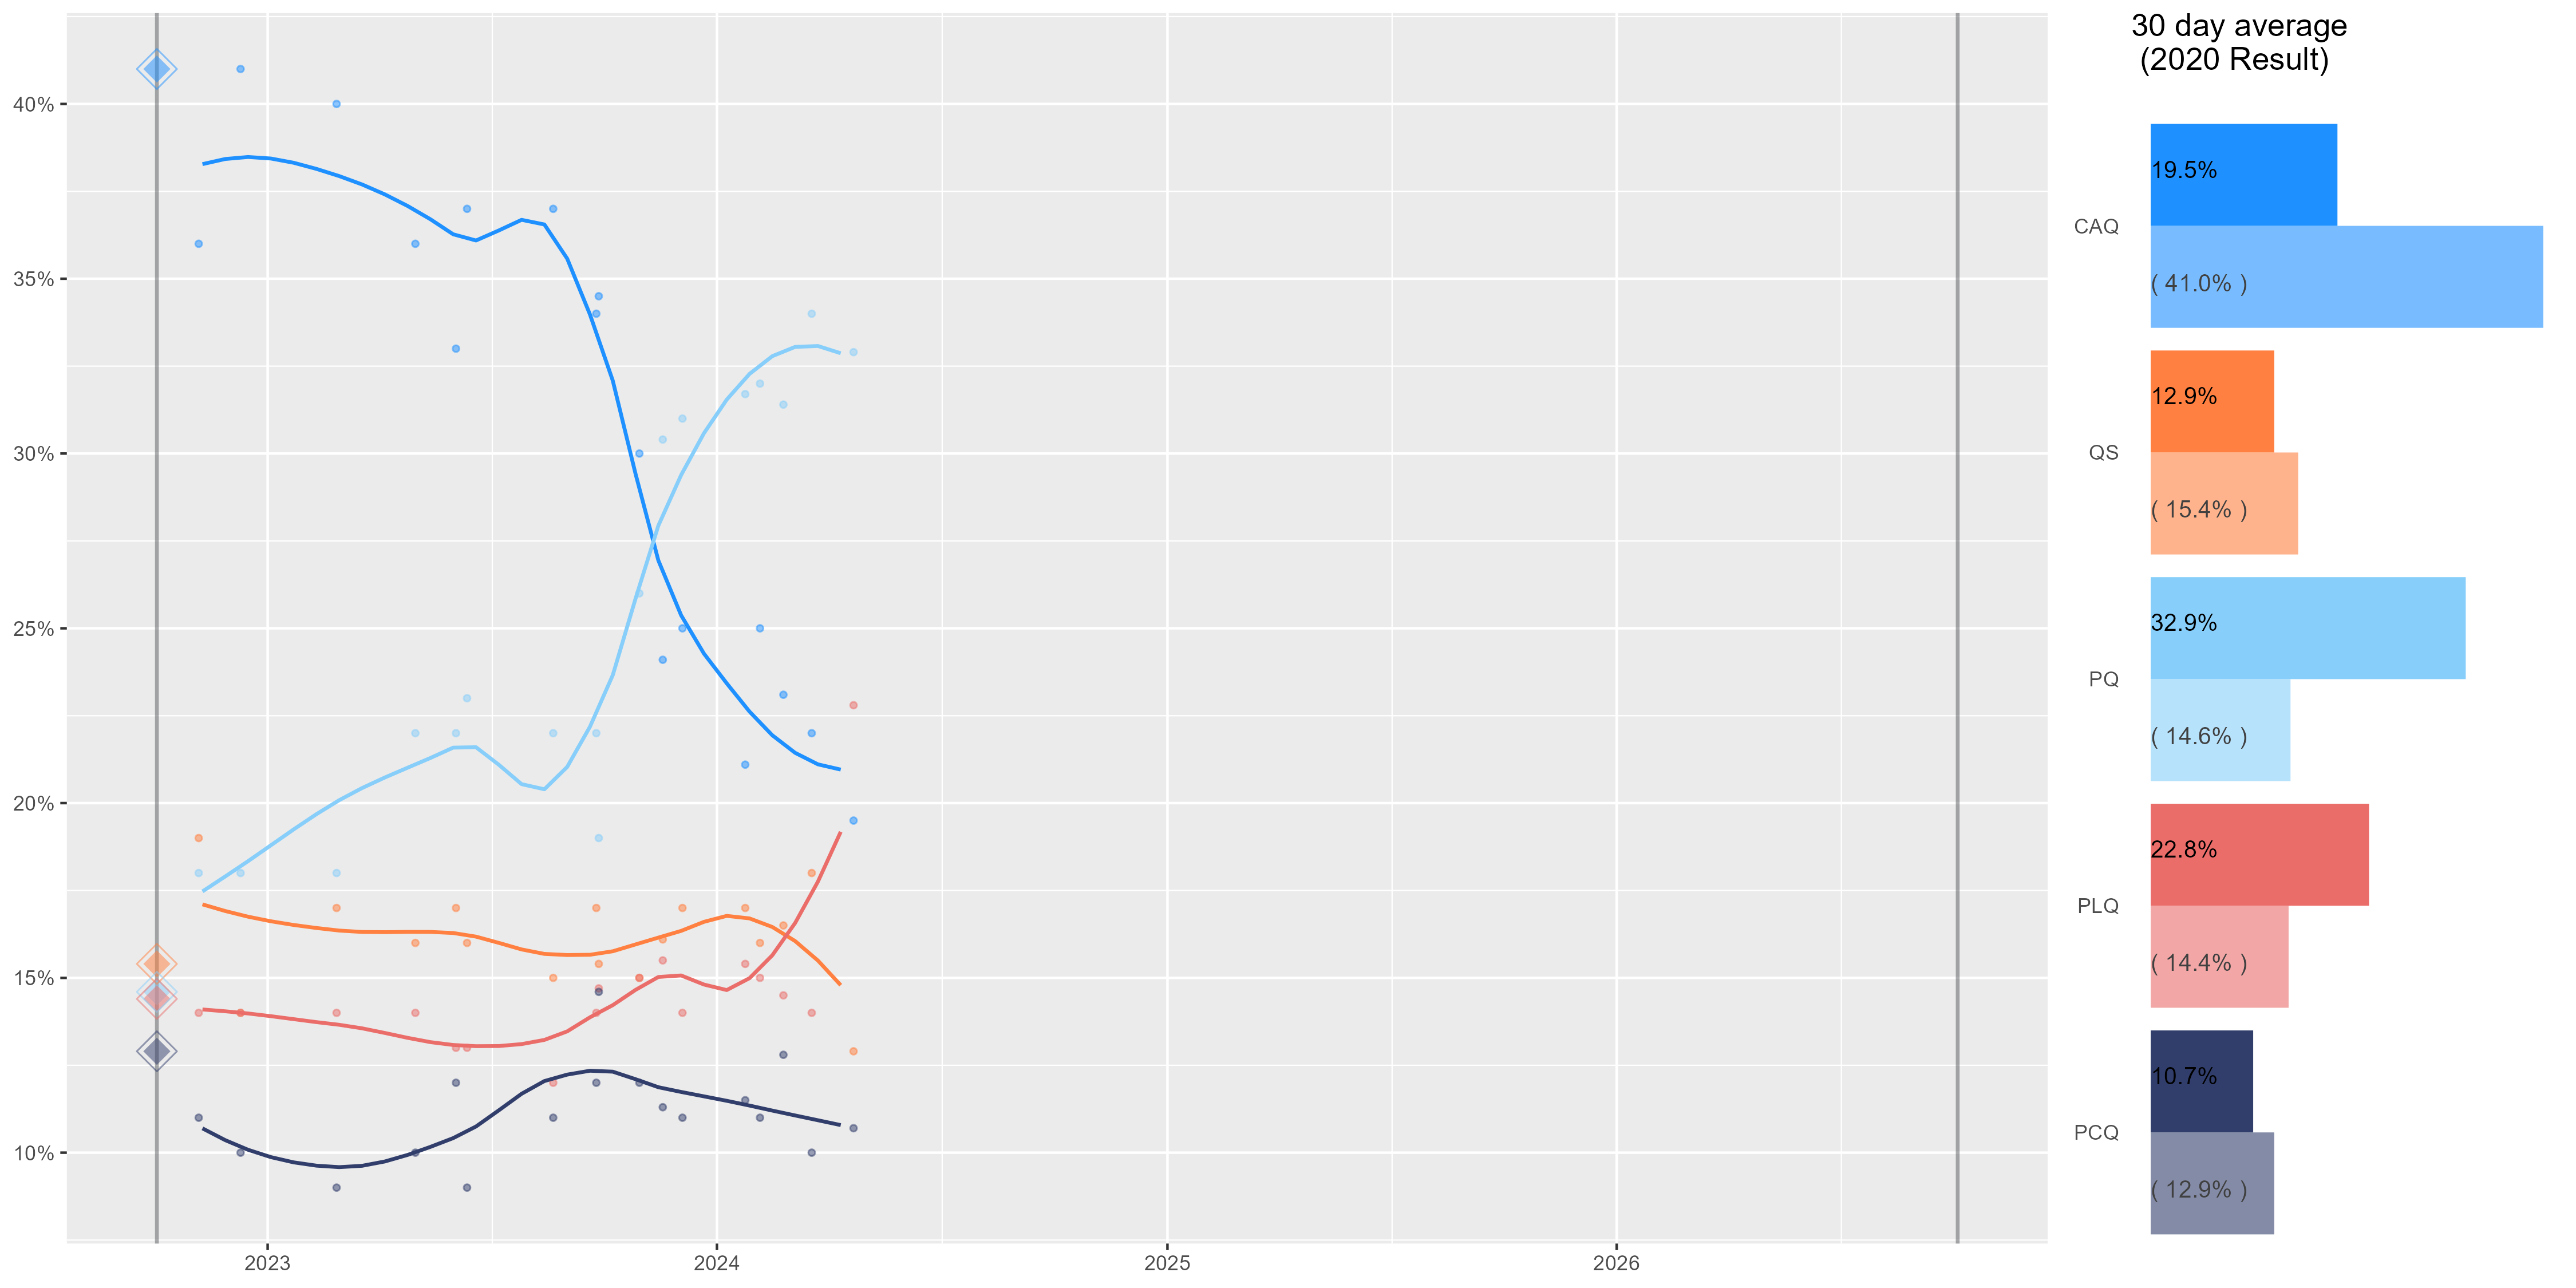 40%
35%
30%
25%
20%
15%
10%
2023
2024
2025
2026
30 day average
(2020 Result)
CAQ
19.5%
( 41.0% )
QS
12.9%
( 15.4% )
PQ
32.9%
( 14.6% )
PLQ
22.8%
( 14.4% )
PCQ
10.7%
( 12.9% )